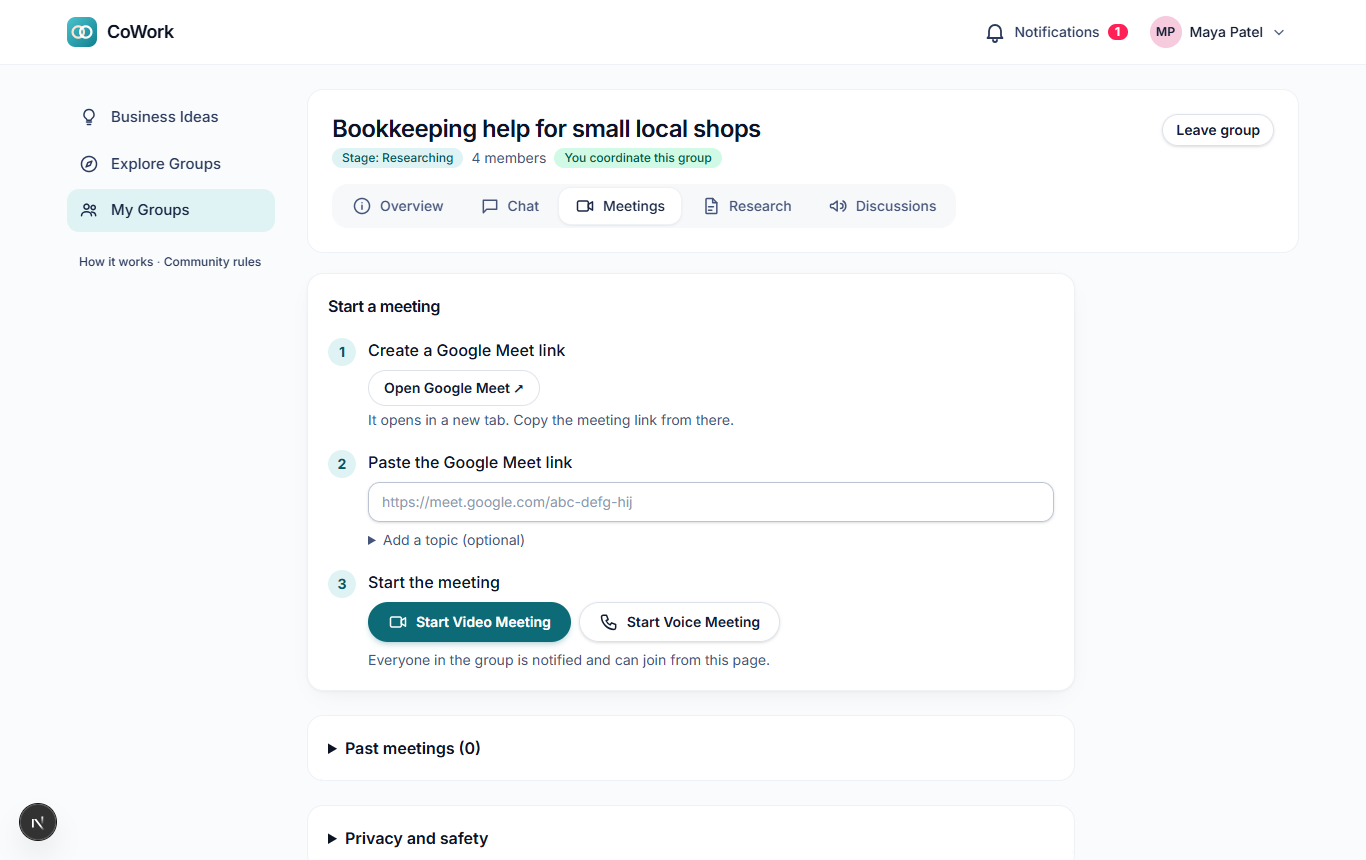 CoWork
Notifications 1
MP Maya Patel
Business Ideas
Explore Groups
My Groups
How it works · Community rules
Bookkeeping help for small local shops
Leave group
Stage: Researching 4 members You coordinate this group
Overview Chat Meetings Research Discussions
Start a meeting
1 Create a Google Meet link
Open Google Meet ↗
It opens in a new tab. Copy the meeting link from there.
2 Paste the Google Meet link
https://meet.google.com/abc-defg-hij
▶ Add a topic (optional)
3 Start the meeting
Start Video Meeting Start Voice Meeting
Everyone in the group is notified and can join from this page.
▶ Past meetings (0)
▶ Privacy and safety
N